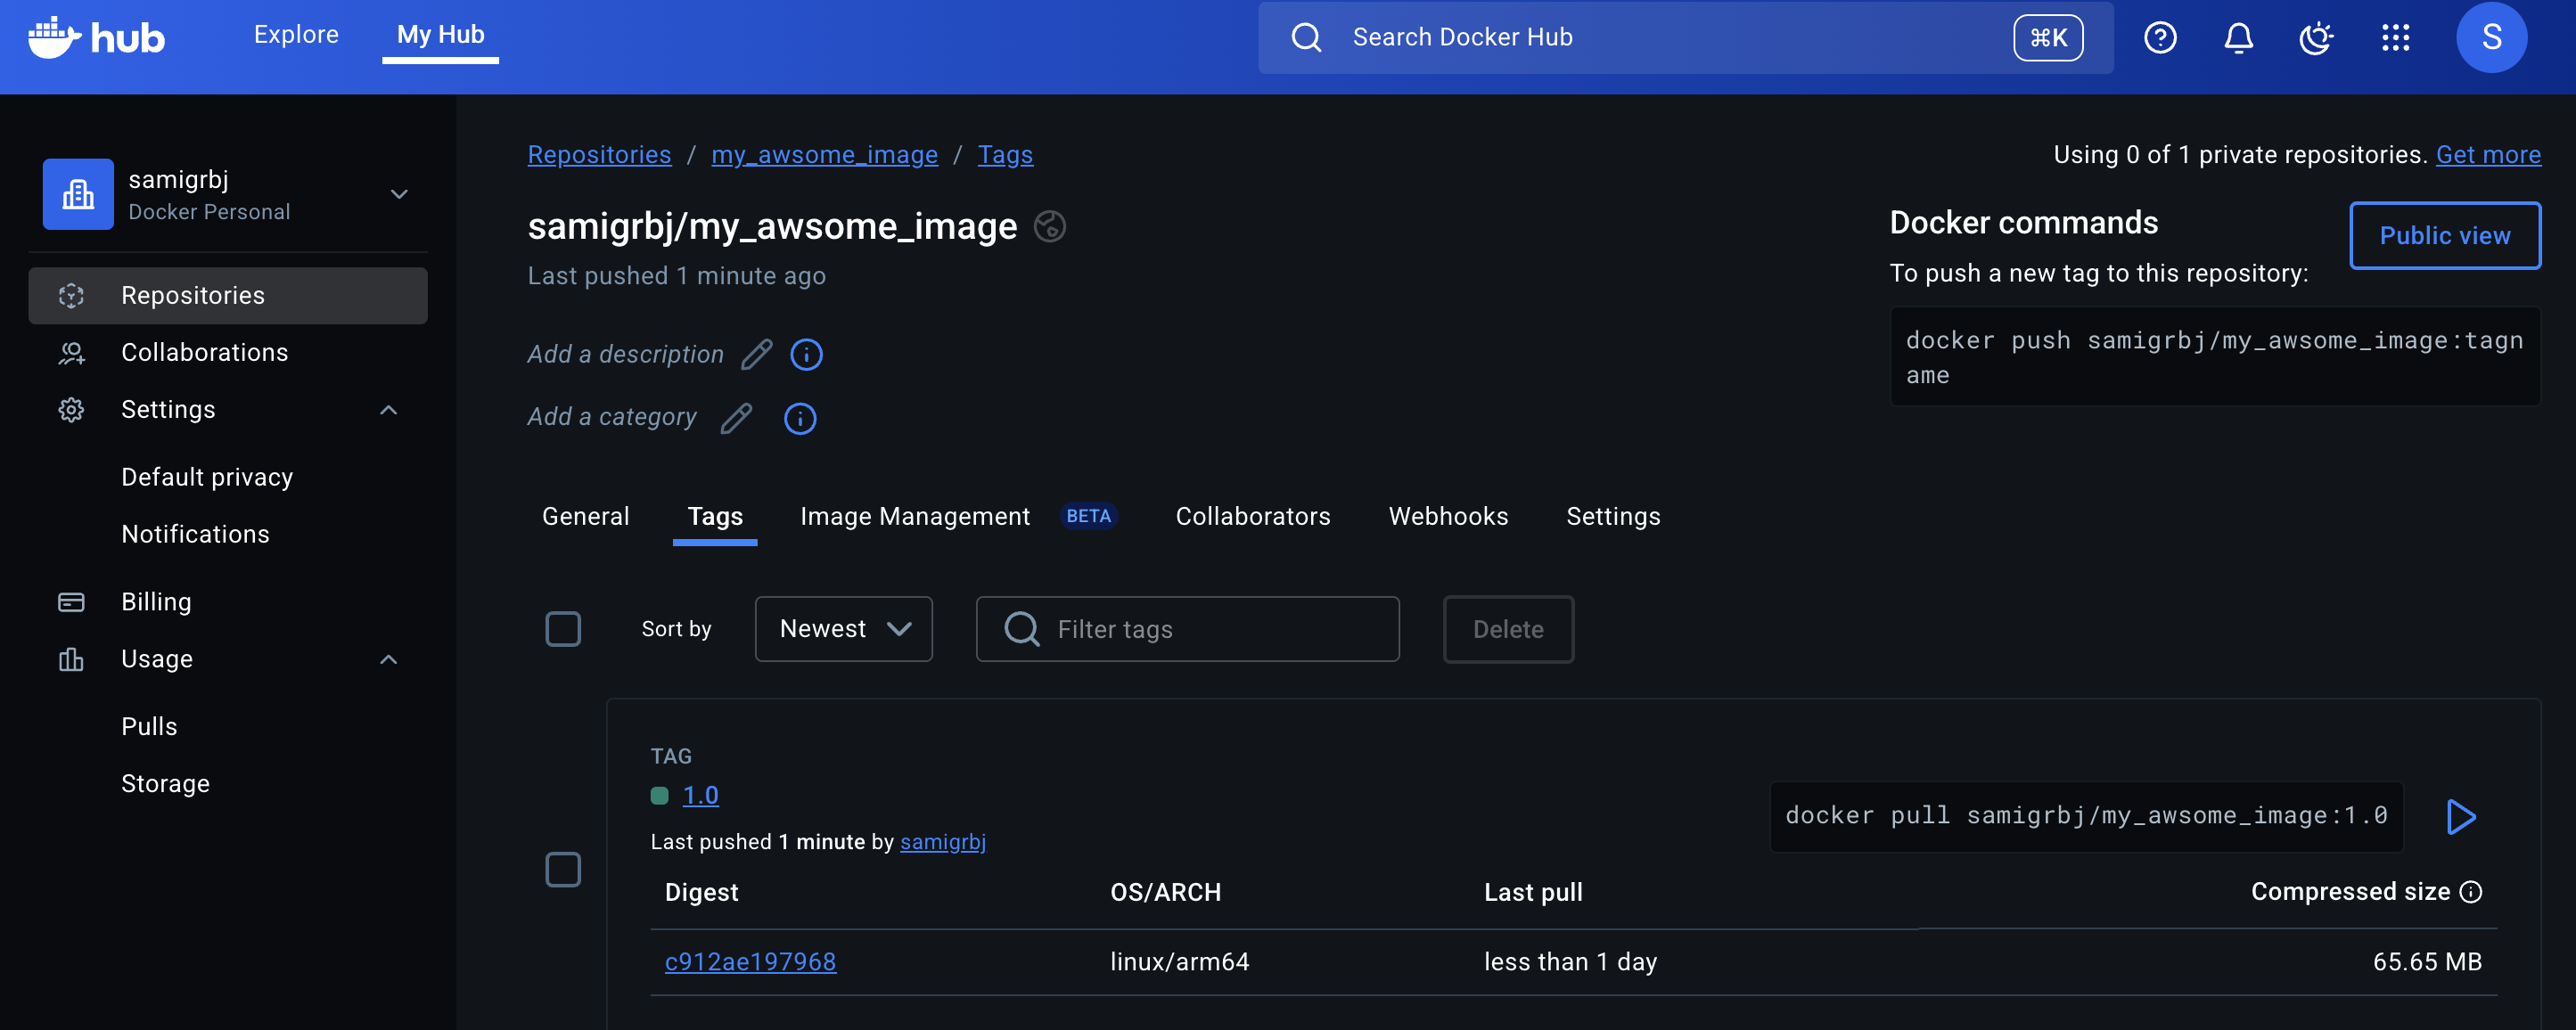 hub
Explore
My Hub
Search Docker Hub
⌘K
S
samigrbj
Docker Personal
Repositories
Collaborations
Settings
Default privacy
Notifications
Billing
Usage
Pulls
Storage
Repositories / my_awsome_image / Tags
Using 0 of 1 private repositories. Get more
samigrbj/my_awsome_image
Last pushed 1 minute ago
Add a description
Add a category
Docker commands
Public view
To push a new tag to this repository:
docker push samigrbj/my_awsome_image:tagn
ame
General Tags Image Management BETA Collaborators Webhooks Settings
Sort by Newest Filter tags Delete
TAG
1.0
Last pushed 1 minute by samigrbj
docker pull samigrbj/my_awsome_image:1.0
Digest OS/ARCH Last pull Compressed size
c912ae197968 linux/arm64 less than 1 day 65.65 MB